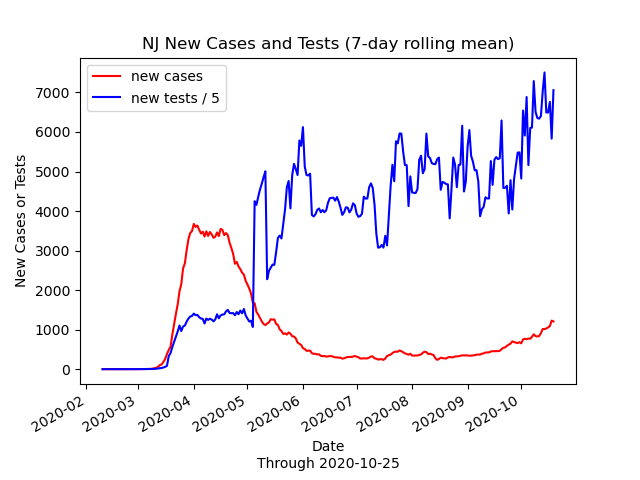 NJ New Cases and Tests (7-day rolling mean)
new cases
new tests / 5
New Cases or Tests
7000
6000
5000
4000
3000
2000
1000
0
2020-02
2020-03
2020-04
2020-05
2020-06
2020-07
2020-08
2020-09
2020-10
Date
Through 2020-10-25